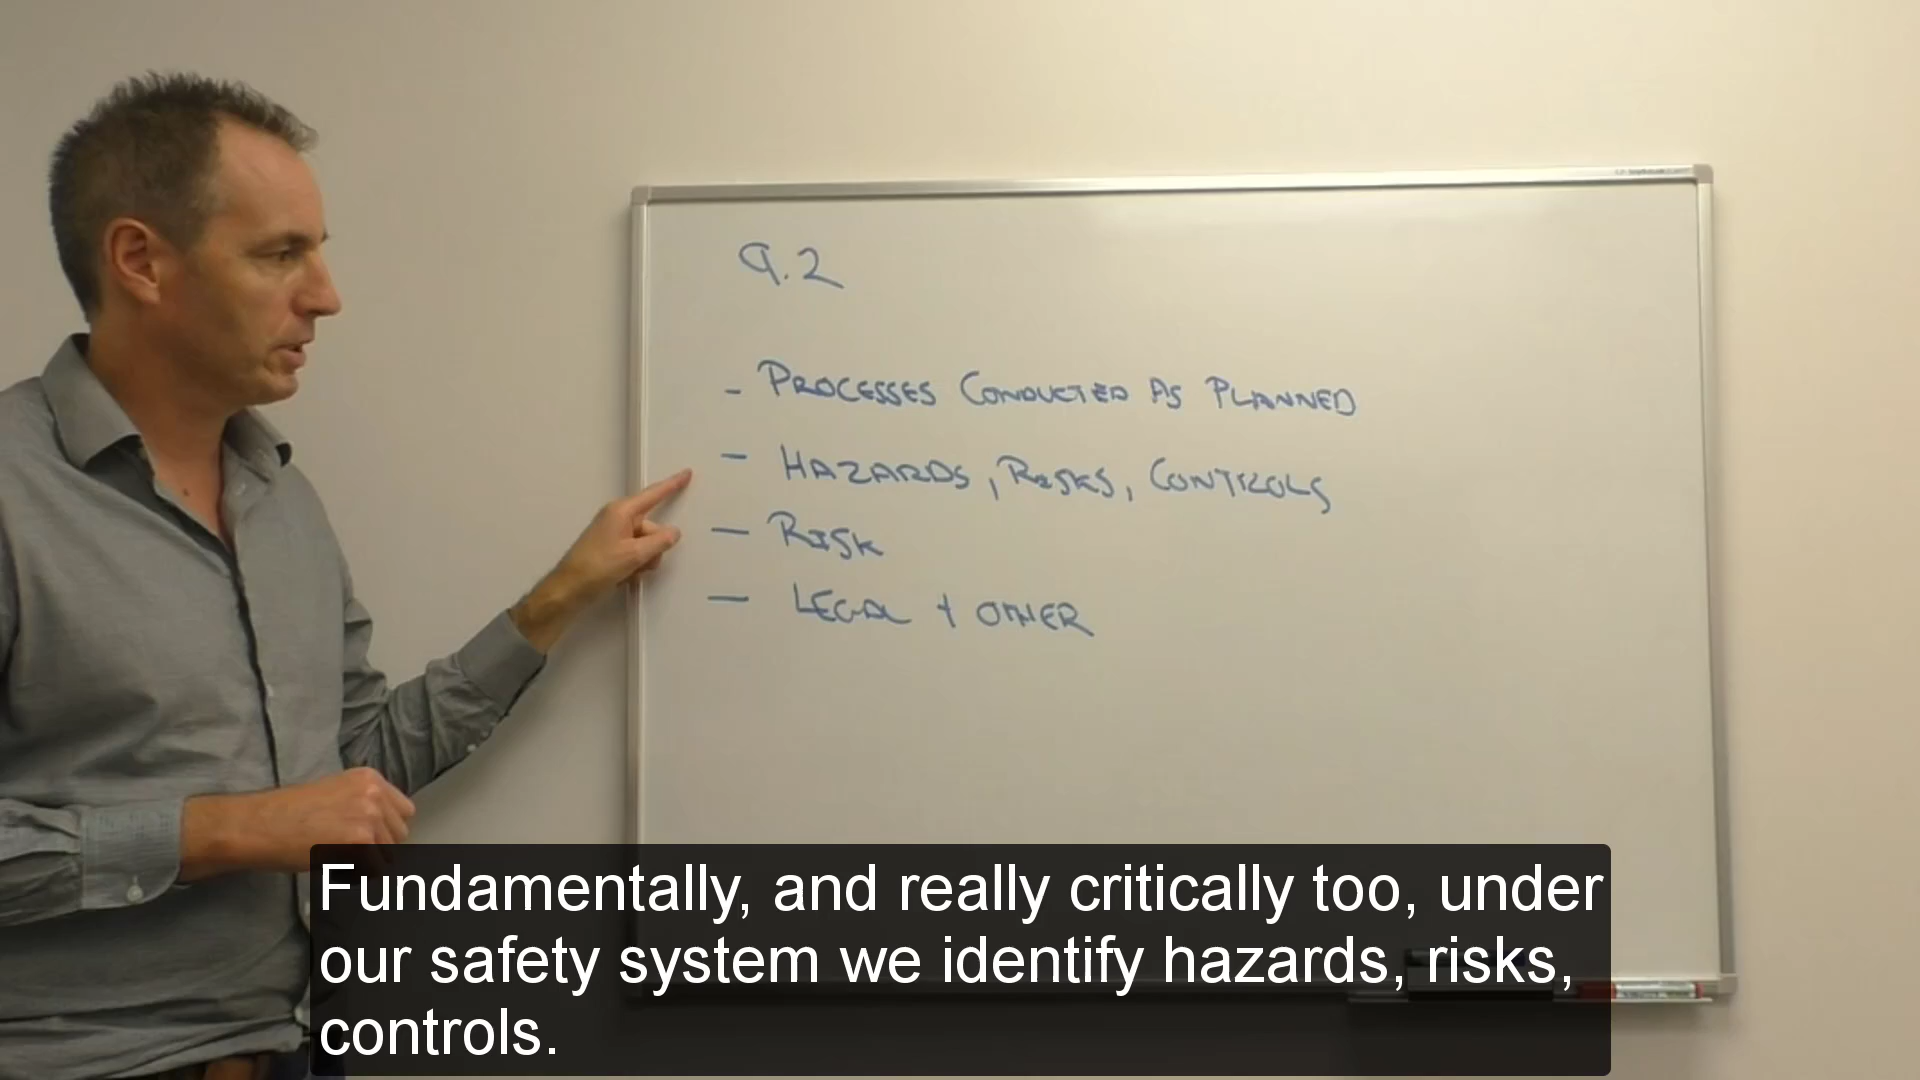 9.2
- PROCESSES CONDUCTED AS PLANNED
- HAZARDS, RISKS, CONTROLS
- RISK
- LEGAL + OTHER
Fundamentally, and really critically too, under
our safety system we identify hazards, risks,
controls.